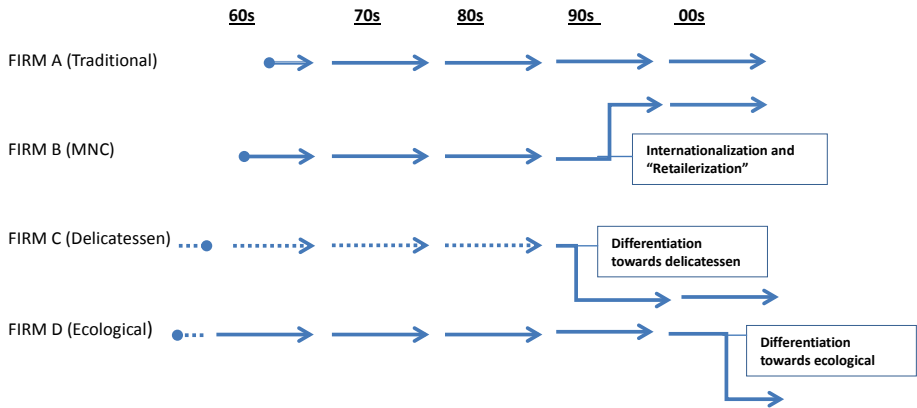 60s 70s 80s 90s 00s
FIRM A (Traditional)
FIRM B (MNC)
Internationalization and
“Retailerization”
FIRM C (Delicatessen)
Differentiation
towards delicatessen
FIRM D (Ecological)
Differentiation
towards ecological